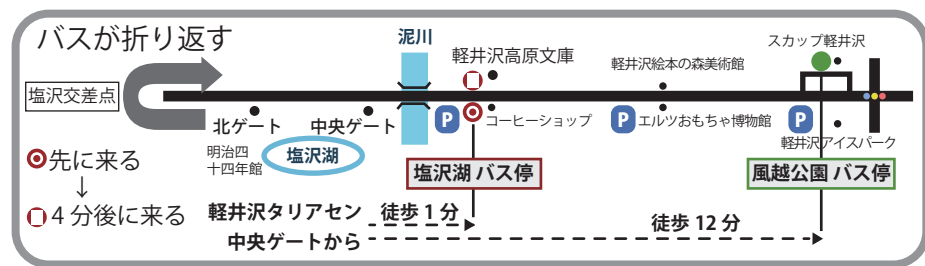 バスが折り返す
泥川
スカップ軽井沢
軽井沢高原文庫
軽井沢絵本の森美術館
塩沢交差点
北ゲート
中央ゲート
P
コーヒーショップ
P
エルツおもちゃ博物館
P
明治四
十四年館
塩沢湖
軽井沢アイスパーク
先に来る
↓
4分後に来る
塩沢湖 バス停
風越公園 バス停
軽井沢タリアセン
中央ゲートから
徒歩1分
徒歩12分